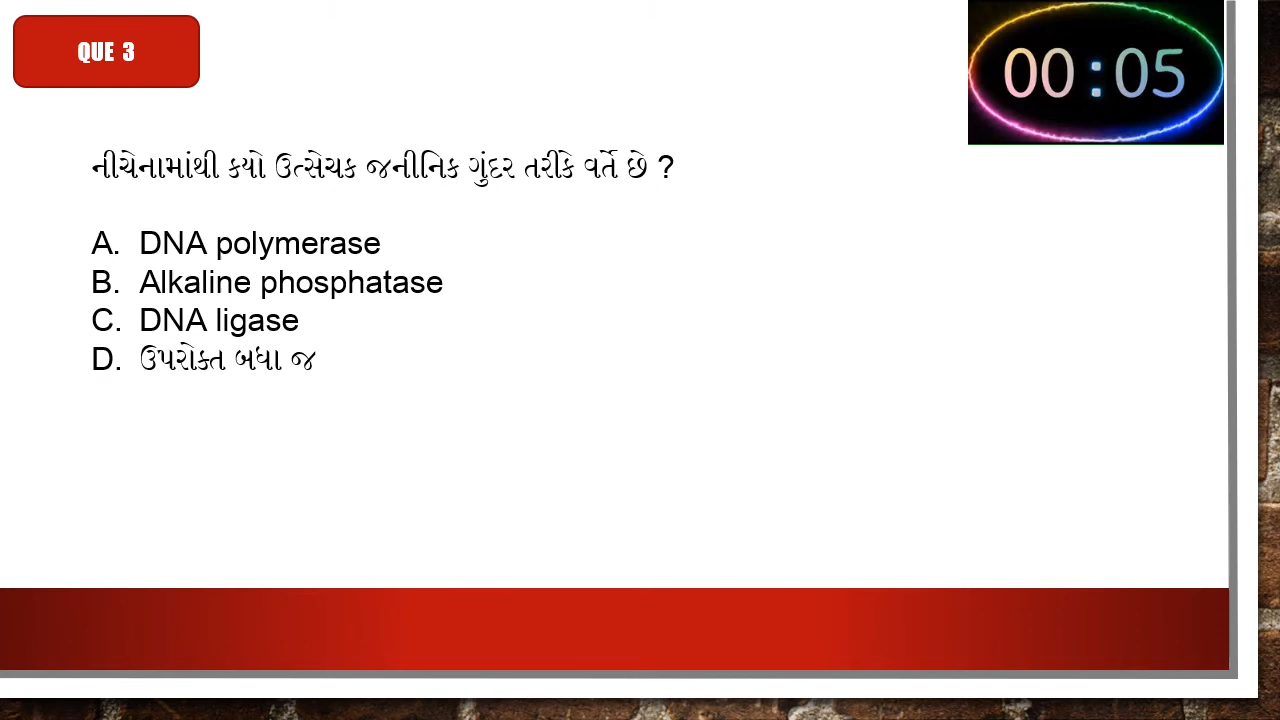 QUE 3
00:05
નીચેનામાંથી કયો ઉત્સેચક જનીનિક ગુંદર તરીકે વર્તે છે ?
A. DNA polymerase
B. Alkaline phosphatase
C. DNA ligase
D. ઉપરોક્ત બધા જ